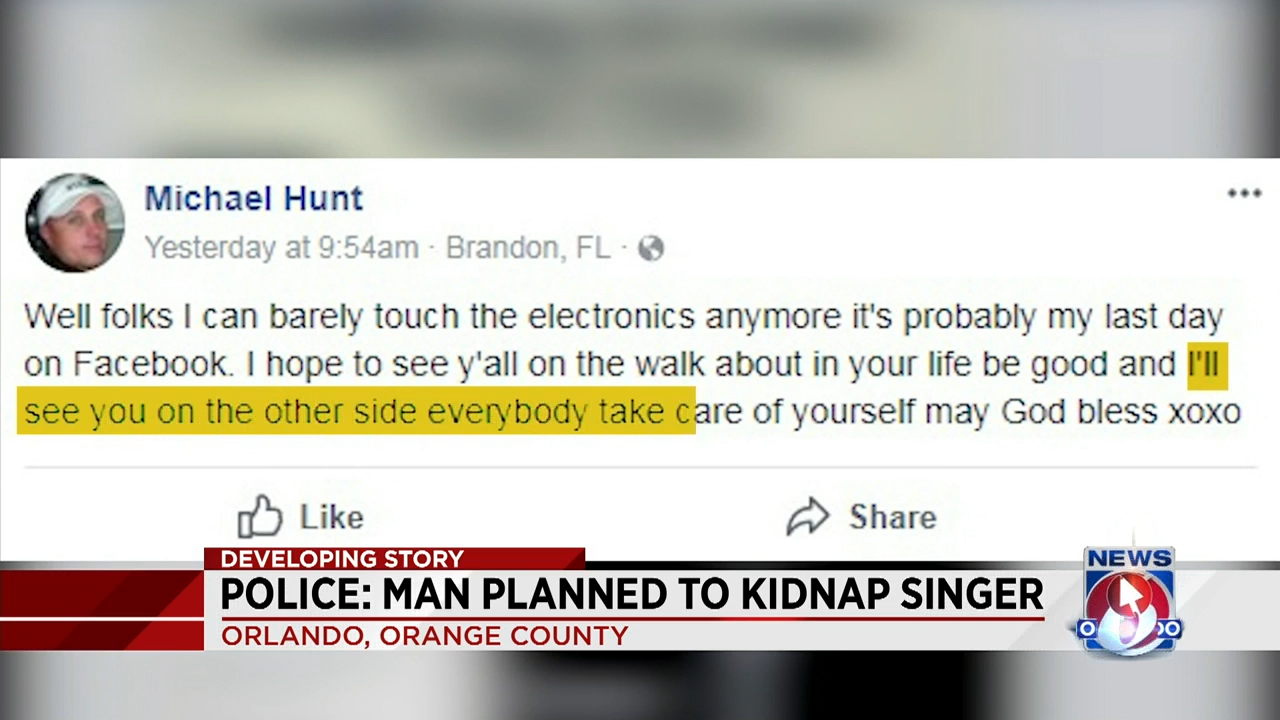 Michael Hunt
Yesterday at 9:54am · Brandon, FL ·
Well folks I can barely touch the electronics anymore it's probably my last day
on Facebook. I hope to see y'all on the walk about in your life be good and I'll
see you on the other side everybody take care of yourself may God bless xoxo
Like
Share
DEVELOPING STORY
POLICE: MAN PLANNED TO KIDNAP SINGER
ORLANDO, ORANGE COUNTY
NEWS